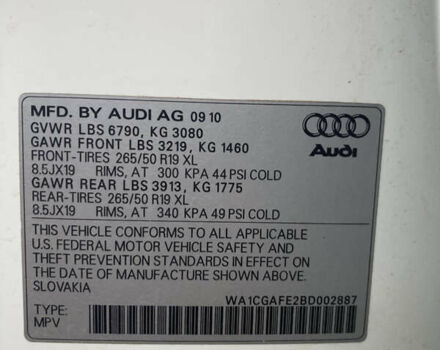 MFD. BY AUDI AG 09 10
GVWR LBS 6790, KG 3080
GAWR FRONT LBS 3219, KG 1460
FRONT-TIRES 265/50 R19 XL
8.5JX19 RIMS, AT 300 KPA 44 PSI COLD
GAWR REAR LBS 3913, KG 1775
REAR-TIRES 265/50 R19 XL
8.5JX19 RIMS, AT 340 KPA 49 PSI COLD
Audi
THIS VEHICLE CONFORMS TO ALL APPLICABLE
U.S. FEDERAL MOTOR VEHICLE SAFETY AND
THEFT PREVENTION STANDARDS IN EFFECT ON
THE DATE OF MANUFACTURE SHOWN ABOVE.
SLOVAKIA
WA1CGAFE2BD002887
TYPE:
MPV